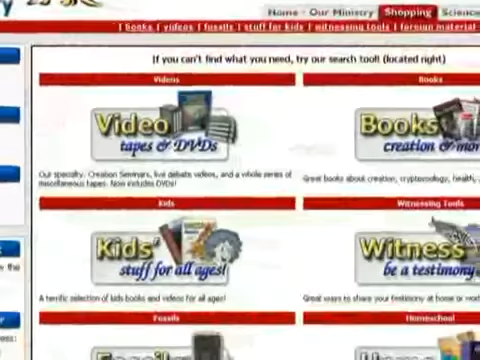 Home · Our Ministry Shopping Science
| books | videos | fossils | stuff for kids | witnessing tools | foreign material
If you can't find what you need, try our search tool! (located right)
Videos Books
Video Books
tapes & DVDs creation & mor
Our specialty. Creation Seminars, live debate videos, and a whole series of
miscellaneous tapes. Now includes DVDs!
Great books about creation, cryptozoology, health,
Kids Witnessing Tools
Kids' Witness
stuff for all ages! be a testimony
A terrific selection of kids books and videos for all ages!
Great ways to share your testimony at home or
Fossils Homeschool